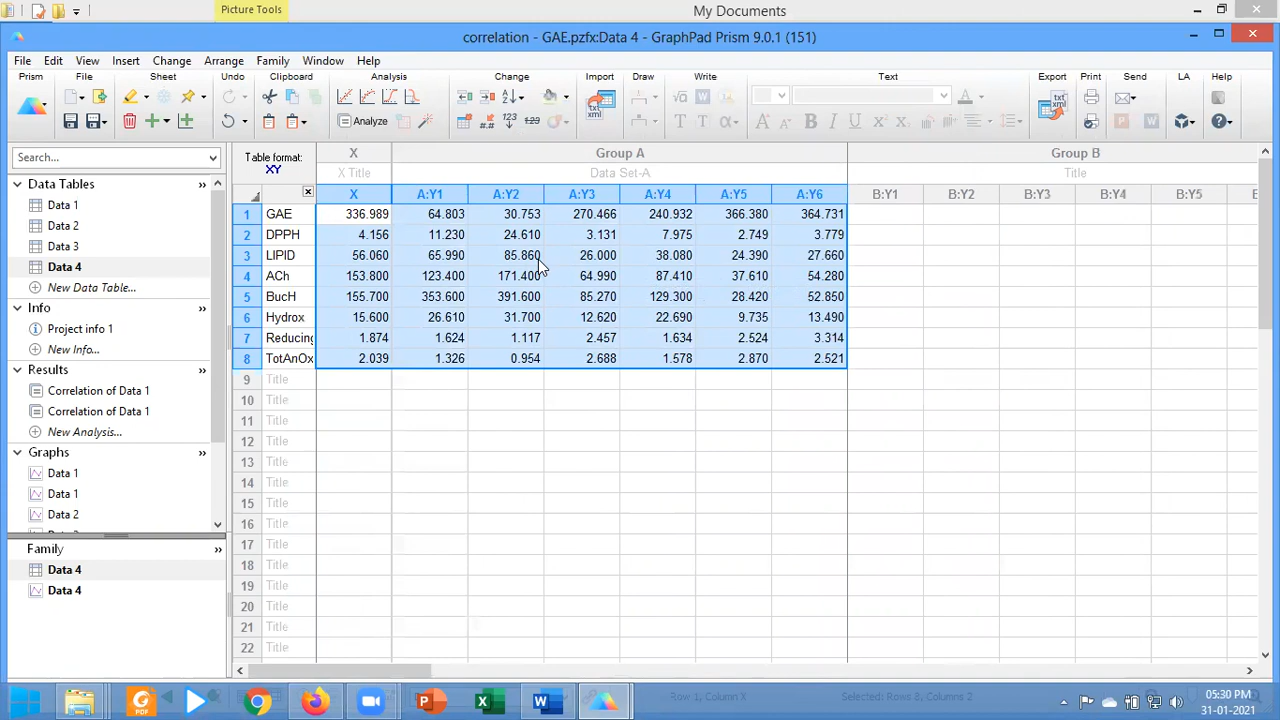 Picture Tools
My Documents
correlation - GAE.pzfx:Data 4 - GraphPad Prism 9.0.1 (151)
File Edit View Insert Change Arrange Family Window Help
Prism File Sheet Undo Clipboard Analysis Change Import Draw Write Text Export Print Send LA Help
Analyze
Search...
Data Tables
Data 1
Data 2
Data 3
Data 4
New Data Table...
Info
Project info 1
New Info...
Results
Correlation of Data 1
Correlation of Data 1
New Analysis...
Graphs
Data 1
Data 1
Data 2
Family
Data 4
Data 4
Table format: XY
X Group A Group B
X Title Data Set-A Title
X A:Y1 A:Y2 A:Y3 A:Y4 A:Y5 A:Y6 B:Y1 B:Y2 B:Y3 B:Y4 B:Y5
1 GAE 336.989 64.803 30.753 270.466 240.932 366.380 364.731
2 DPPH 4.156 11.230 24.610 3.131 7.975 2.749 3.779
3 LIPID 56.060 65.990 85.860 26.000 38.080 24.390 27.660
4 ACh 153.800 123.400 171.400 64.990 87.410 37.610 54.280
5 BucH 155.700 353.600 391.600 85.270 129.300 28.420 52.850
6 Hydrox 15.600 26.610 31.700 12.620 22.690 9.735 13.490
7 Reducing 1.874 1.624 1.117 2.457 1.634 2.524 3.314
8 TotAnOx 2.039 1.326 0.954 2.688 1.578 2.870 2.521
9 Title
10 Title
11 Title
12 Title
13 Title
14 Title
15 Title
16 Title
17 Title
18 Title
19 Title
20 Title
21 Title
22 Title
Row 1, Column X Selected: Rows 8, Columns 2
05:30 PM
31-01-2021